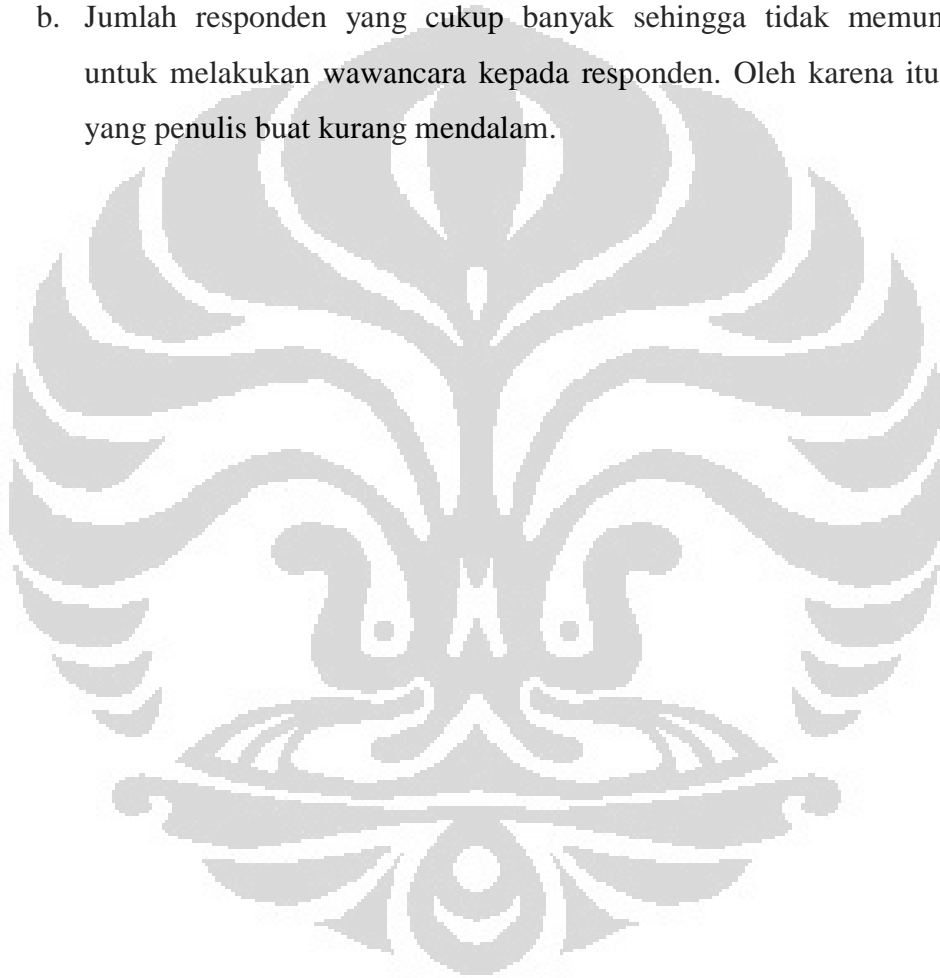 b. Jumlah responden yang cukup banyak sehingga tidak
untuk melakukan wawancara kepada responden. Oleh karena itu
yang penulis buat kurang mendalam.